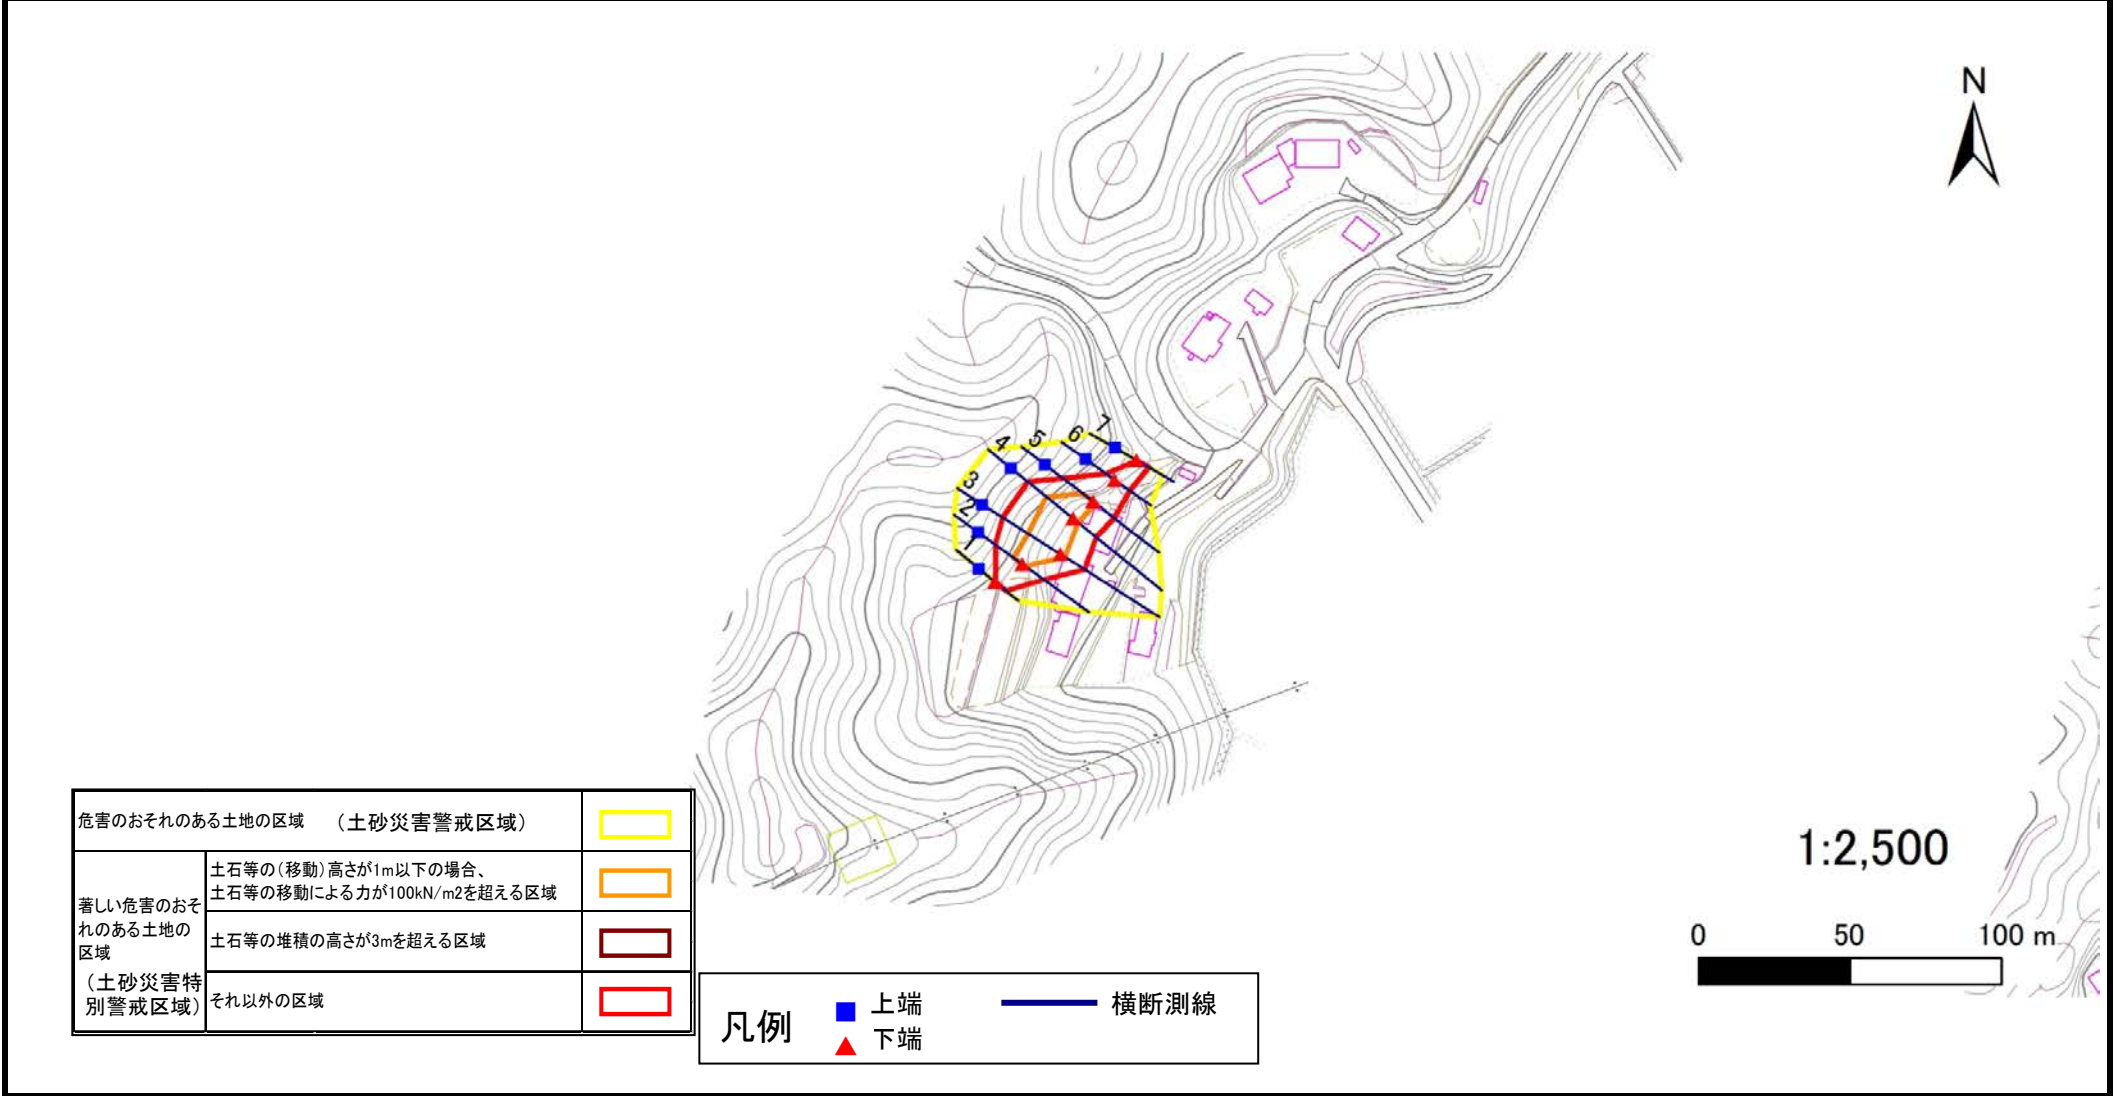 N
7
6
5
4
3
2
1
1:2,500
0 50 100 m
危害のおそれのある土地の区域 （土砂災害警戒区域）
土石等の（移動）高さが1m以下の場合、
土石等の移動による力が100kN/m2を超える区域
著しい危害のおそ
れのある土地の
区域
（土砂災害特
別警戒区域）
土石等の堆積の高さが3mを超える区域
それ以外の区域
凡例
上端
下端
横断測線